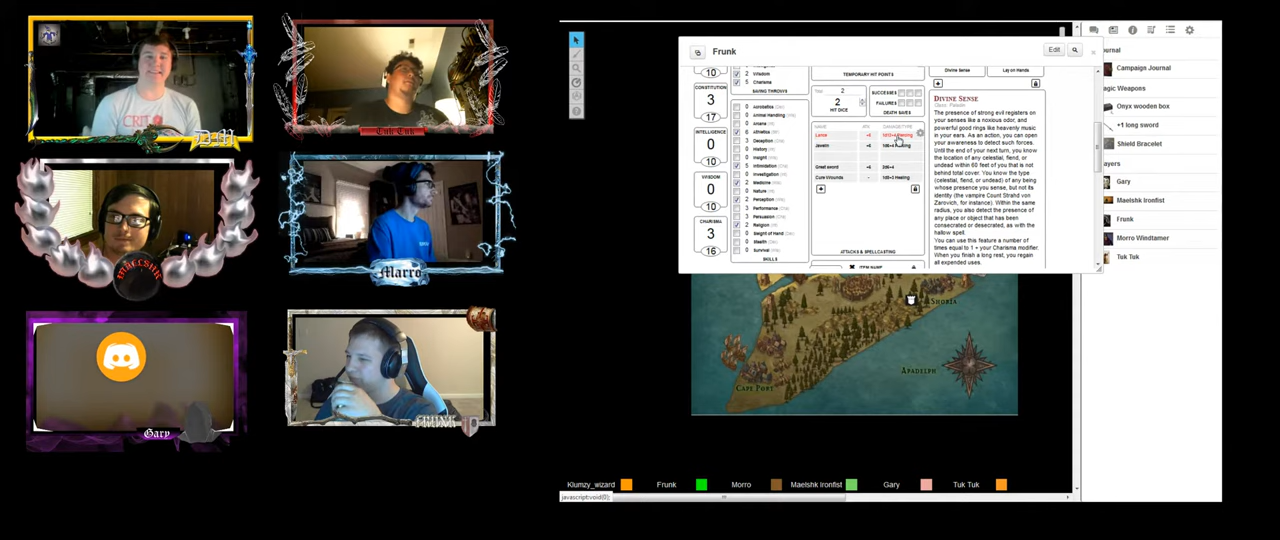 DM
Tuk Tuk
MAELSHK
Marro
Gary
FRUNK
Frunk
Edit
10
CONSTITUTION
3
10
INTELLIGENCE
0
10
WISDOM
0
10
CHARISMA
3
16
2 Wisdom
5 Charisma
SAVING THROWS
0 Acrobatics
0 Animal Handling
0 Arcana
Athletics
3 Deception
0 History
0 Insight
5 Intimidation
0 Investigation
2 Medicine
0 Nature
2 Perception
3 Performance
3 Persuasion
2 Religion
0 Sleight of Hand
0 Stealth
0 Survival
SKILLS
TEMPORARY HIT POINTS
Total 2
2
HIT DICE
SUCCESSES
FAILURES
DEATH SAVES
NAME ATK DAMAGE/TYPE
Lance
Javelin
Great sword
Cure Wounds
ATTACKS & SPELLCASTING
ITEM NAME
Divine Sense Lay on Hands
DIVINE SENSE
Class: Paladin
The presence of strong evil registers on
your senses like a noxious odor, and
powerful good rings like heavenly music
in your ears. As an action, you can open
your awareness to detect such forces.
Until the end of your next turn, you know
the location of any celestial, fiend, or
undead within 60 feet of you that is not
behind total cover. You know the type
(celestial, fiend, or undead) of any being
whose presence you sense, but not its
identity (the vampire Count Strahd von
Zarovich, for instance). Within the same
radius, you also detect the presence of
any place or object that has been
consecrated or desecrated, as with the
hallow spell.
You can use this feature a number of
times equal to 1 + your Charisma modifier.
When you finish a long rest, you regain
all expended uses.
CAPE PORT
APADELPH
Klumzy_wizard Frunk Morro Maelshk Ironfist Gary Tuk Tuk
javascript:void(0);
Journal
Campaign Journal
Magic Weapons
Onyx wooden box
+1 long sword
Shield Bracelet
Players
Gary
Maelshk Ironfist
Frunk
Morro Windtamer
Tuk Tuk